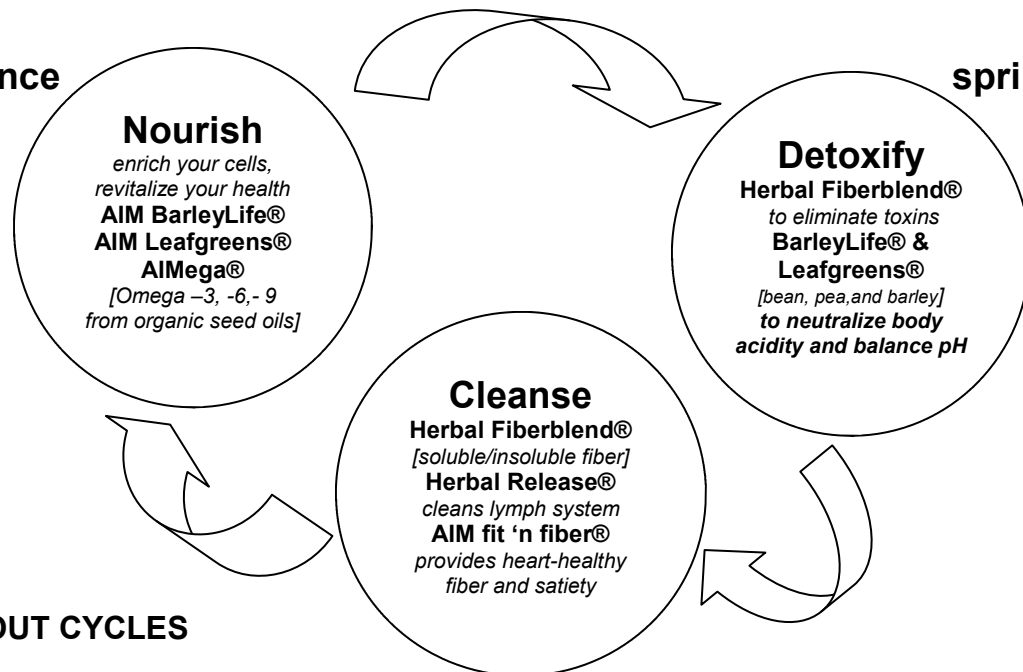 nce
spri
Nourish
enrich your cells,
revitalize your health
AIM BarleyLife®
AIM Leafgreens®
AIMega®
[Omega –3, -6,- 9
from organic seed oils]
Detoxify
Herbal Fiberblend®
to eliminate toxins
BarleyLife® &
Leafgreens®
[bean, pea,and barley]
to neutralize body
acidity and balance pH
Cleanse
Herbal Fiberblend®
[soluble/insoluble fiber]
Herbal Release®
cleans lymph system
AIM fit ‘n fiber®
provides heart-healthy
fiber and satiety
OUT CYCLES